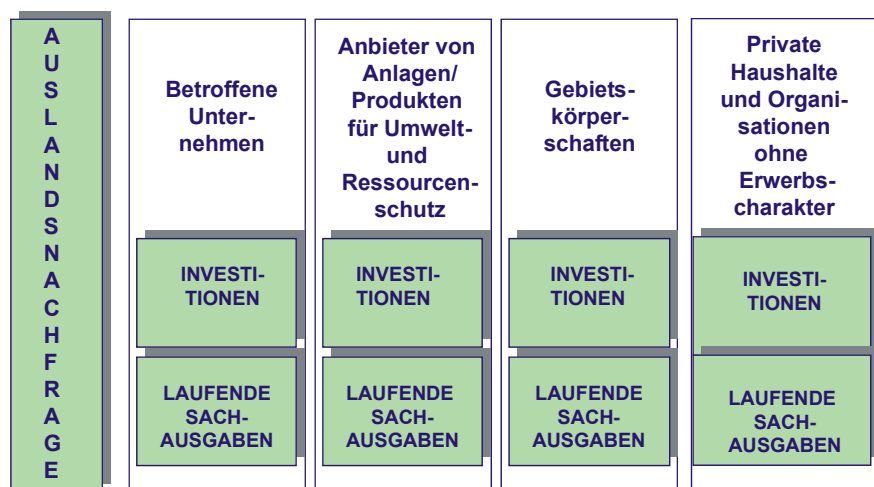 A
U
S
L
A
N
D
S
N
A
C
H
F
R
A
G
E
Betroffene
Unter-
nehmen
INVESTI-
TIONEN
LAUFENDE
SACH-
AUSGABEN
Anbieter von
Anlagen/
Produkten
für Umwelt-
und
Ressourcen-
schutz
INVESTI-
TIONEN
LAUFENDE
SACH-
AUSGABEN
Gebiets-
körper-
schaften
INVESTI-
TIONEN
LAUFENDE
SACH-
AUSGABEN
Private
Haushalte
und Organi-
sationen
ohne
Erwerbs-
charakter
INVESTI-
TIONEN
LAUFENDE
SACH-
AUSGABEN